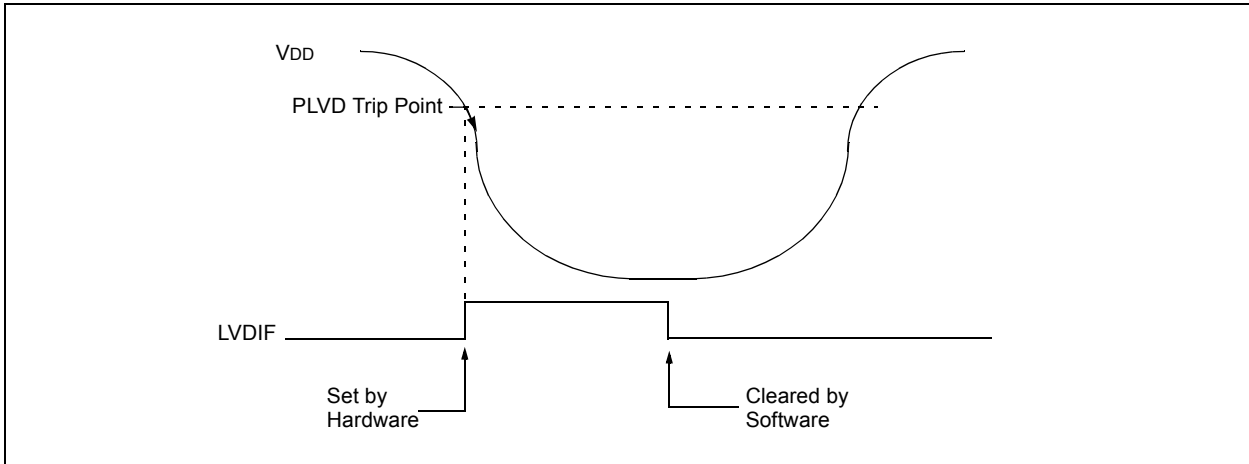 VDD
PLVD Trip Point
LVDIF
Set by
Hardware
Cleared by
Software